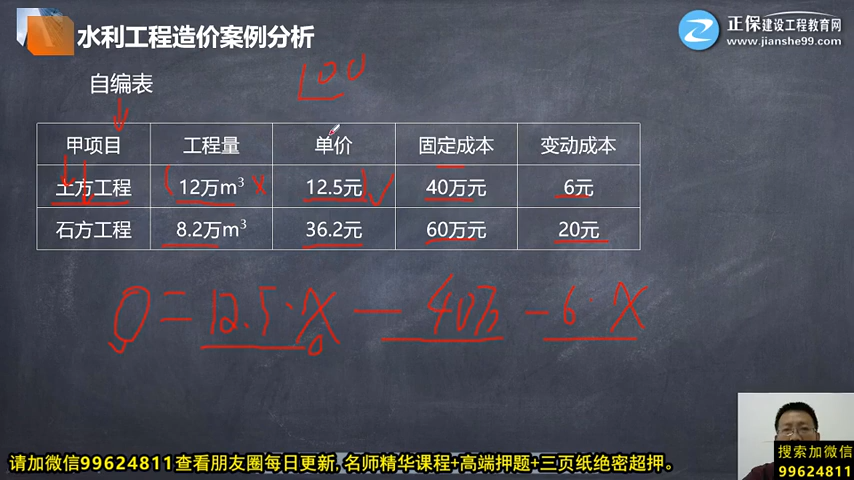 水利工程造价案例分析
正保建设工程教育网
www.jianshe99.com
自编表
100
甲项目 工程量 单价 固定成本 变动成本
土方工程 (12万m³ × 12.5元) 40万元 6元
石方工程 8.2万m³ 36.2元 60万元 20元
0=12.5·X-40万-6·X
搜索加微信
99624811
请加微信99624811查看朋友圈每日更新,名师精华课程+高端押题+三页纸绝密超押。